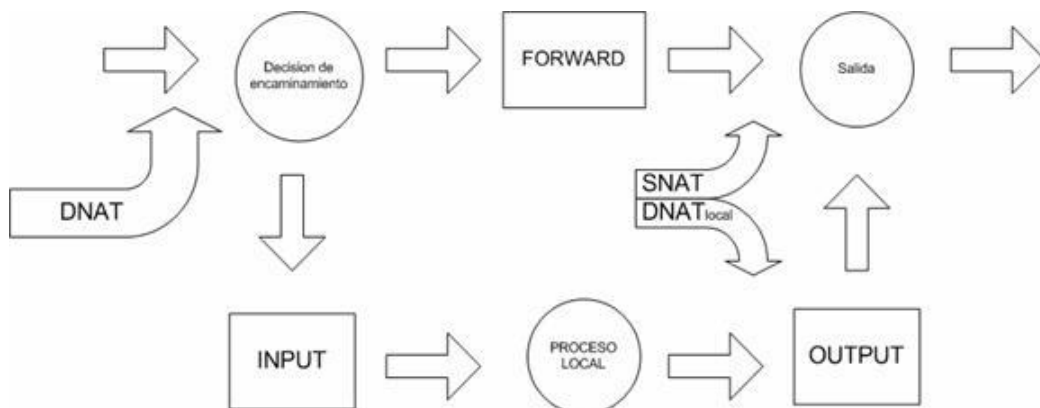 Decision de
encaminamiento
FORWARD
Salida
DNAT
SNAT
DNATlocal
INPUT
PROCESO
LOCAL
OUTPUT